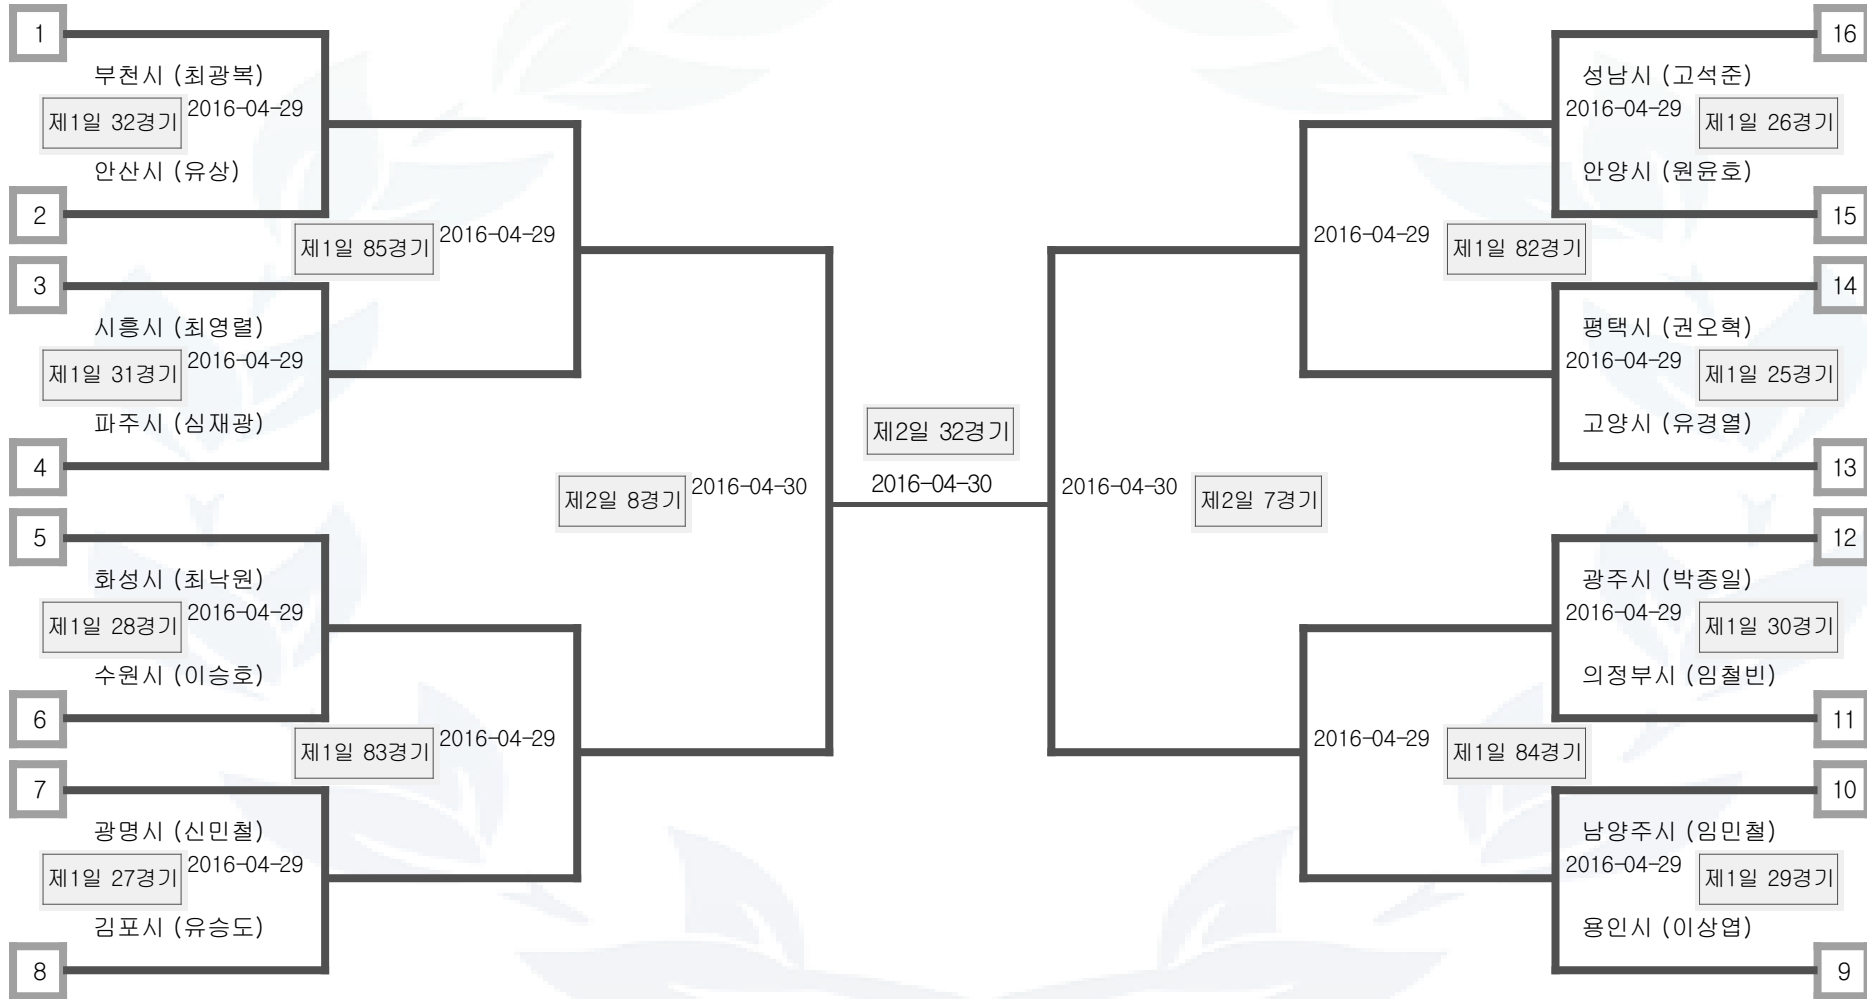 1
부천시 (최광복)
제1일 32경기 2016-04-29
안산시 (유상)
2
제1일 85경기 2016-04-29
3
시흥시 (최영렬)
제1일 31경기 2016-04-29
파주시 (심재광)
4
제2일 8경기 2016-04-30
5
화성시 (최낙원)
제1일 28경기 2016-04-29
수원시 (이승호)
6
제1일 83경기 2016-04-29
7
광명시 (신민철)
제1일 27경기 2016-04-29
김포시 (유승도)
8
제2일 32경기
2016-04-30
16
성남시 (고석준)
2016-04-29 제1일 26경기
안양시 (원윤호)
15
2016-04-29 제1일 82경기
14
평택시 (권오혁)
2016-04-29 제1일 25경기
고양시 (유경열)
13
2016-04-30 제2일 7경기
12
광주시 (박종일)
2016-04-29 제1일 30경기
의정부시 (임철빈)
11
2016-04-29 제1일 84경기
10
남양주시 (임민철)
2016-04-29 제1일 29경기
용인시 (이상엽)
9